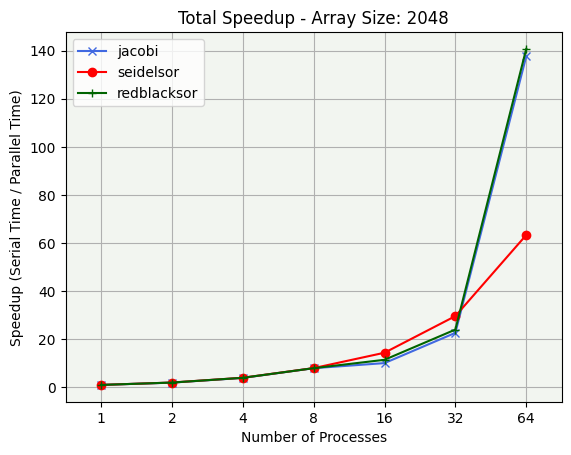 Total Speedup - Array Size: 2048
jacobi
seidelsor
redblacksor
Speedup (Serial Time / Parallel Time)
140
120
100
80
60
40
20
0
1 2 4 8 16 32 64
Number of Processes